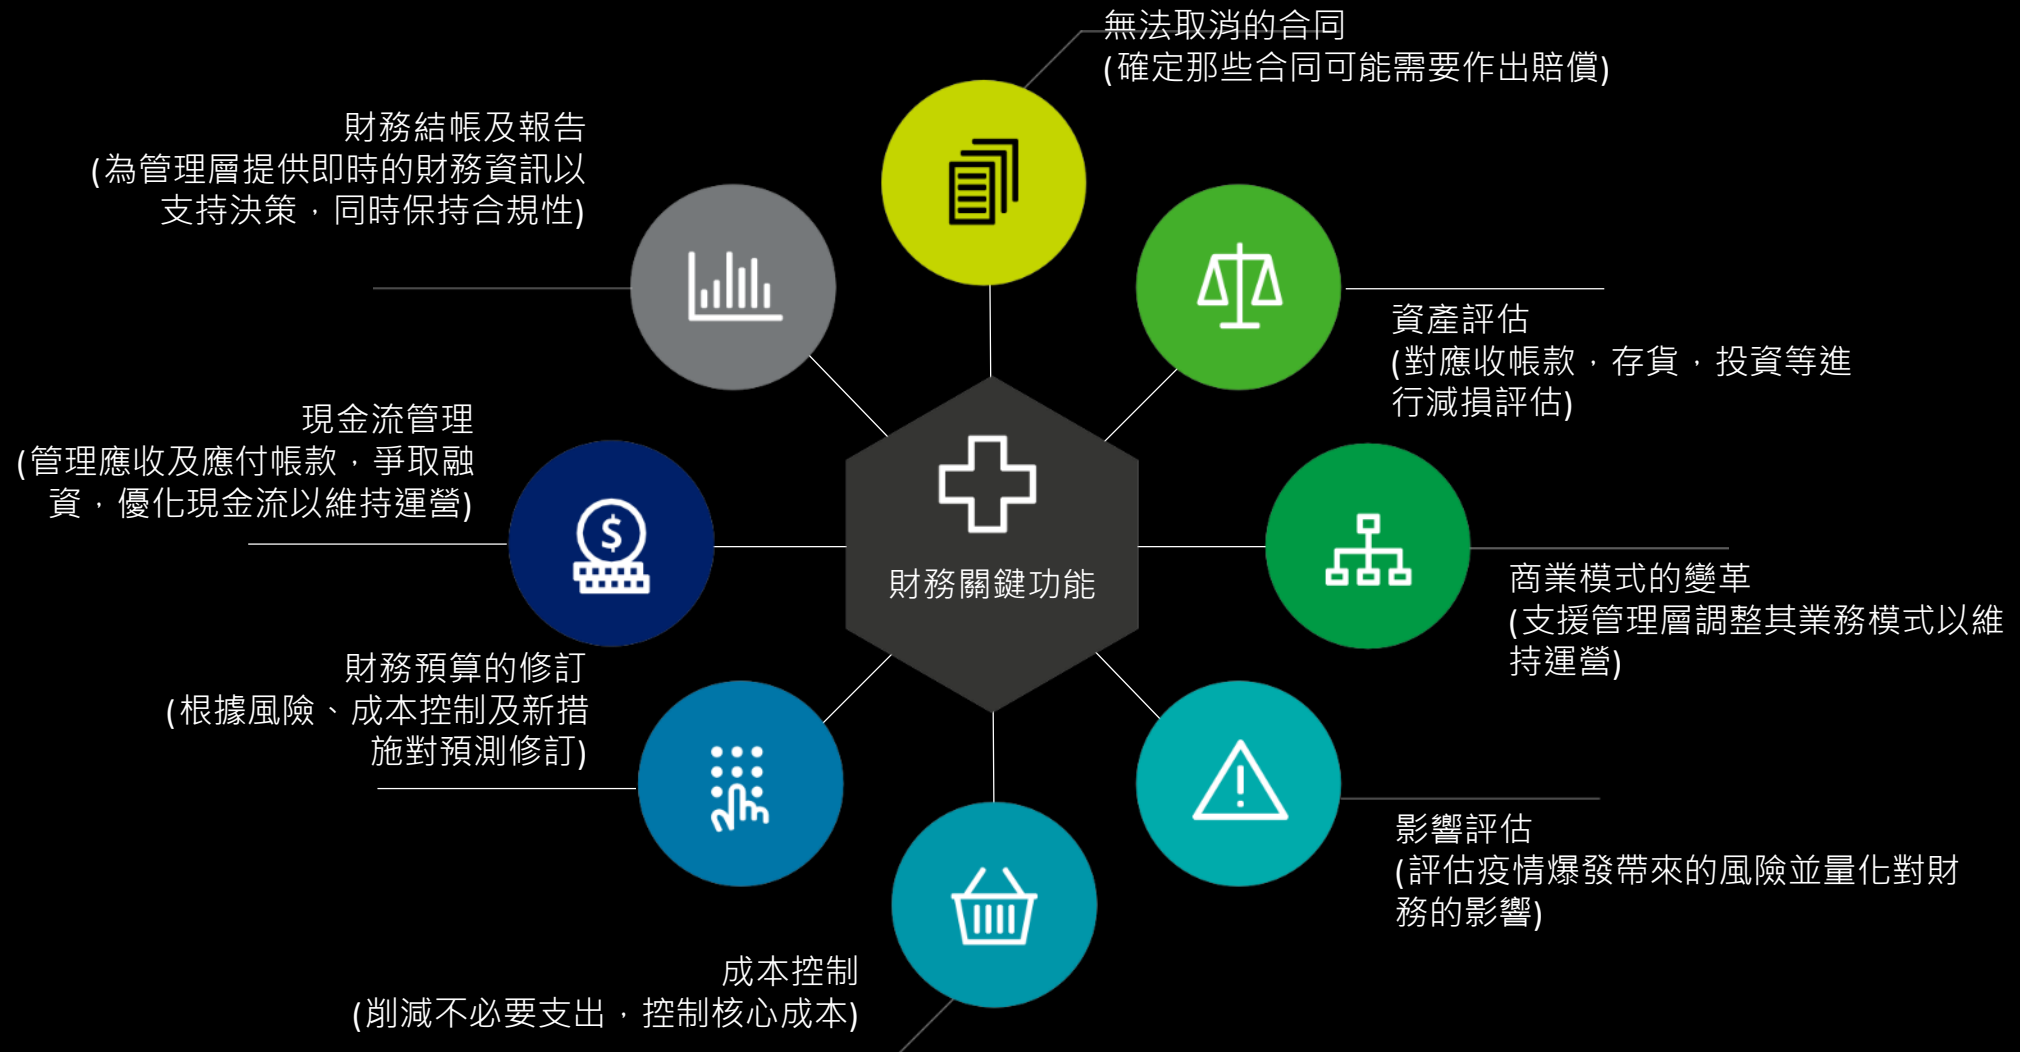 無法取消的合同
(確定那些合同可能需要作出賠償)
財務結帳及報告
(為管理層提供即時的財務資訊以
支持決策，同時保持合規性)
資產評估
(對應收帳款，存貨，投資等進
行減損評估)
現金流管理
(管理應收及應付帳款，爭取融
資，優化現金流以維持運營)
$
財務關鍵功能
商業模式的變革
(支援管理層調整其業務模式以維
持運營)
財務預算的修訂
(根據風險、成本控制及新措
施對預測修訂)
影響評估
(評估疫情爆發帶來的風險並量化對財
務的影響)
成本控制
(削減不必要支出，控制核心成本)